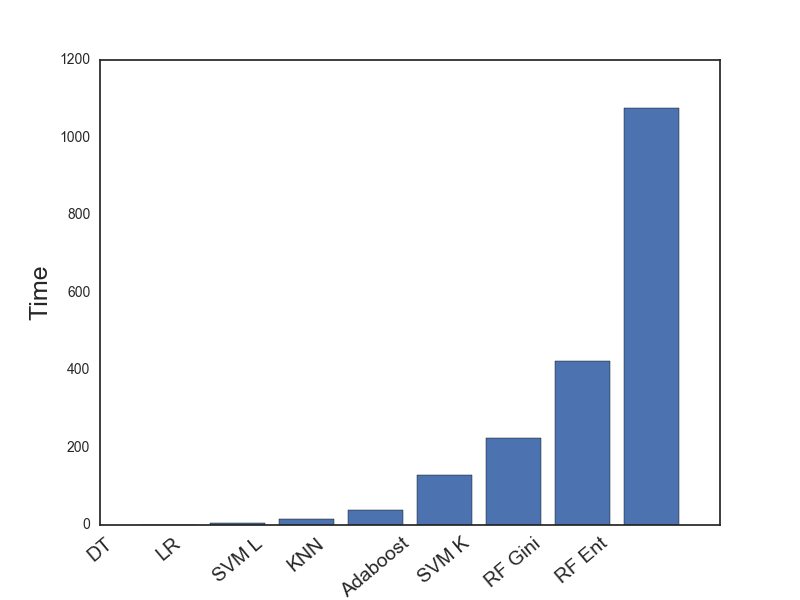 1200
1000
800
600
400
200
0
Time
DT
LR
SVM L
KNN
Adaboost
SVM K
RF Gini
RF Ent